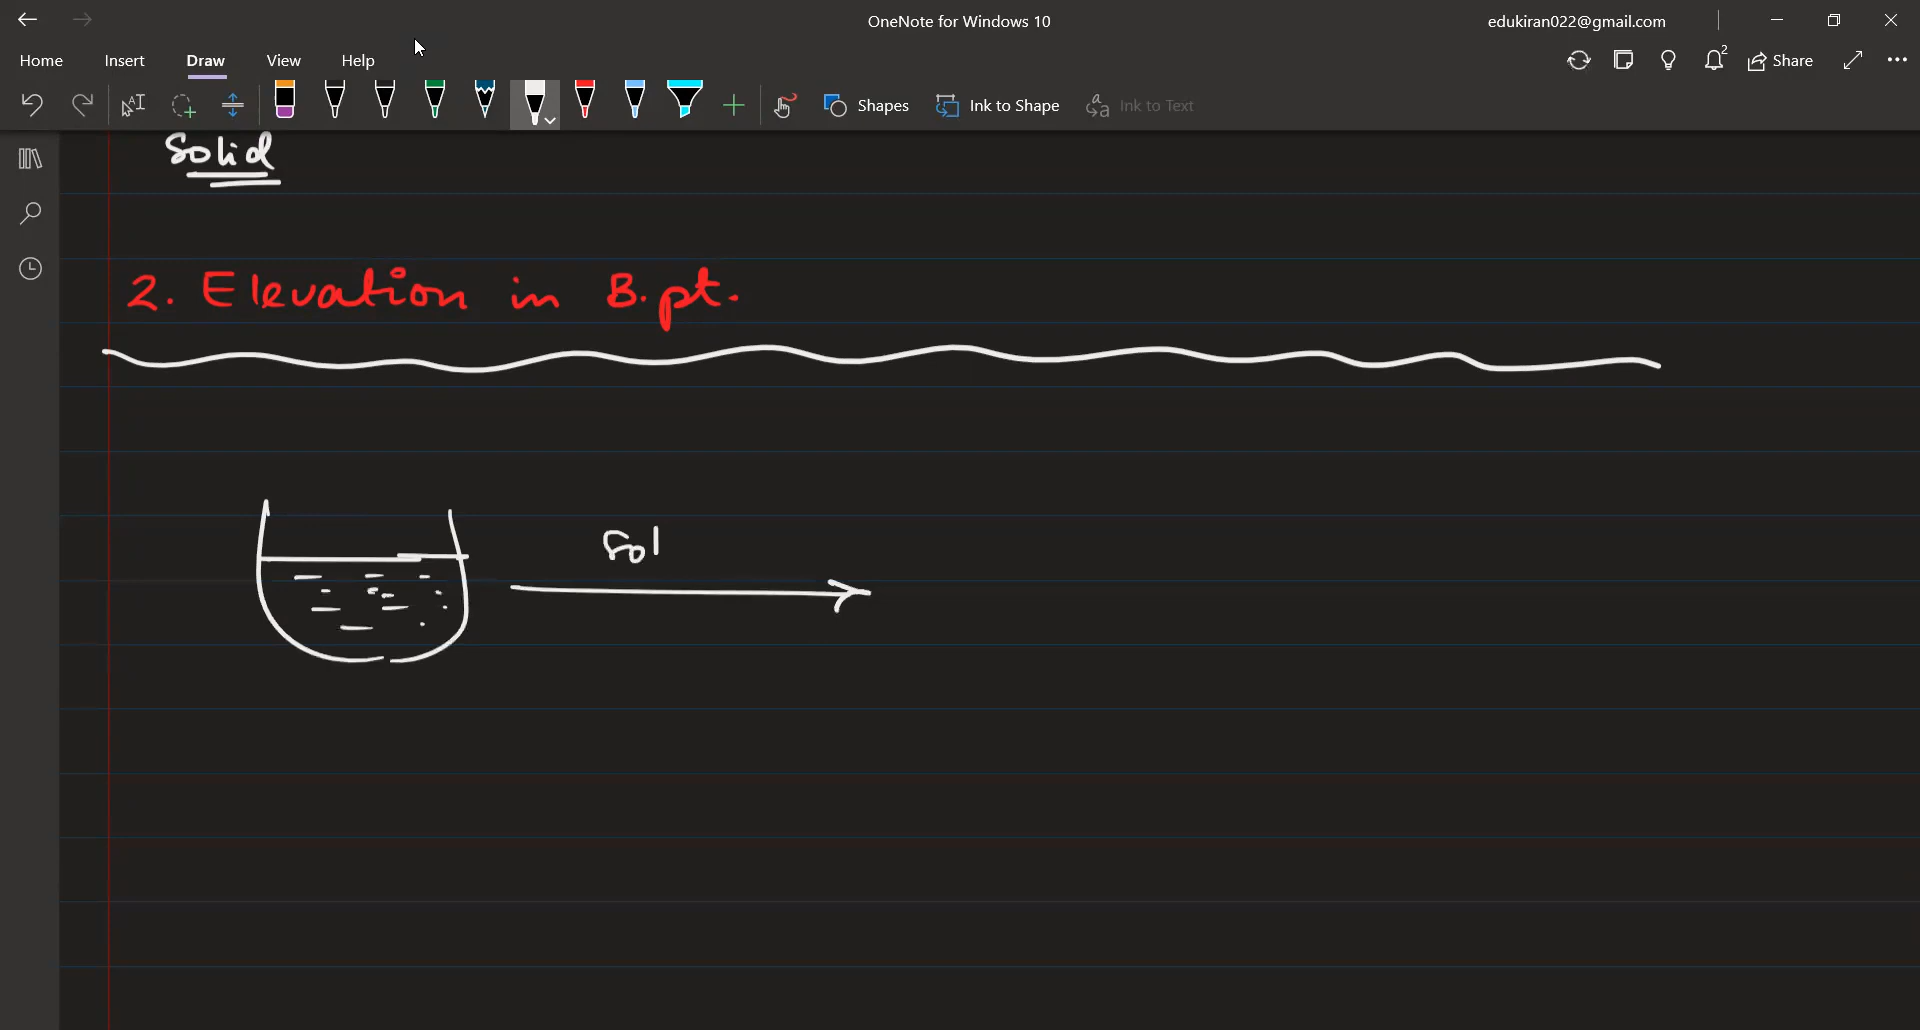 OneNote for Windows 10
edukiran022@gmail.com
Home Insert Draw View Help
2
Share
Shapes
Ink to Shape
Ink to Text
Solid
2. Elevation in B.pt.
Sol